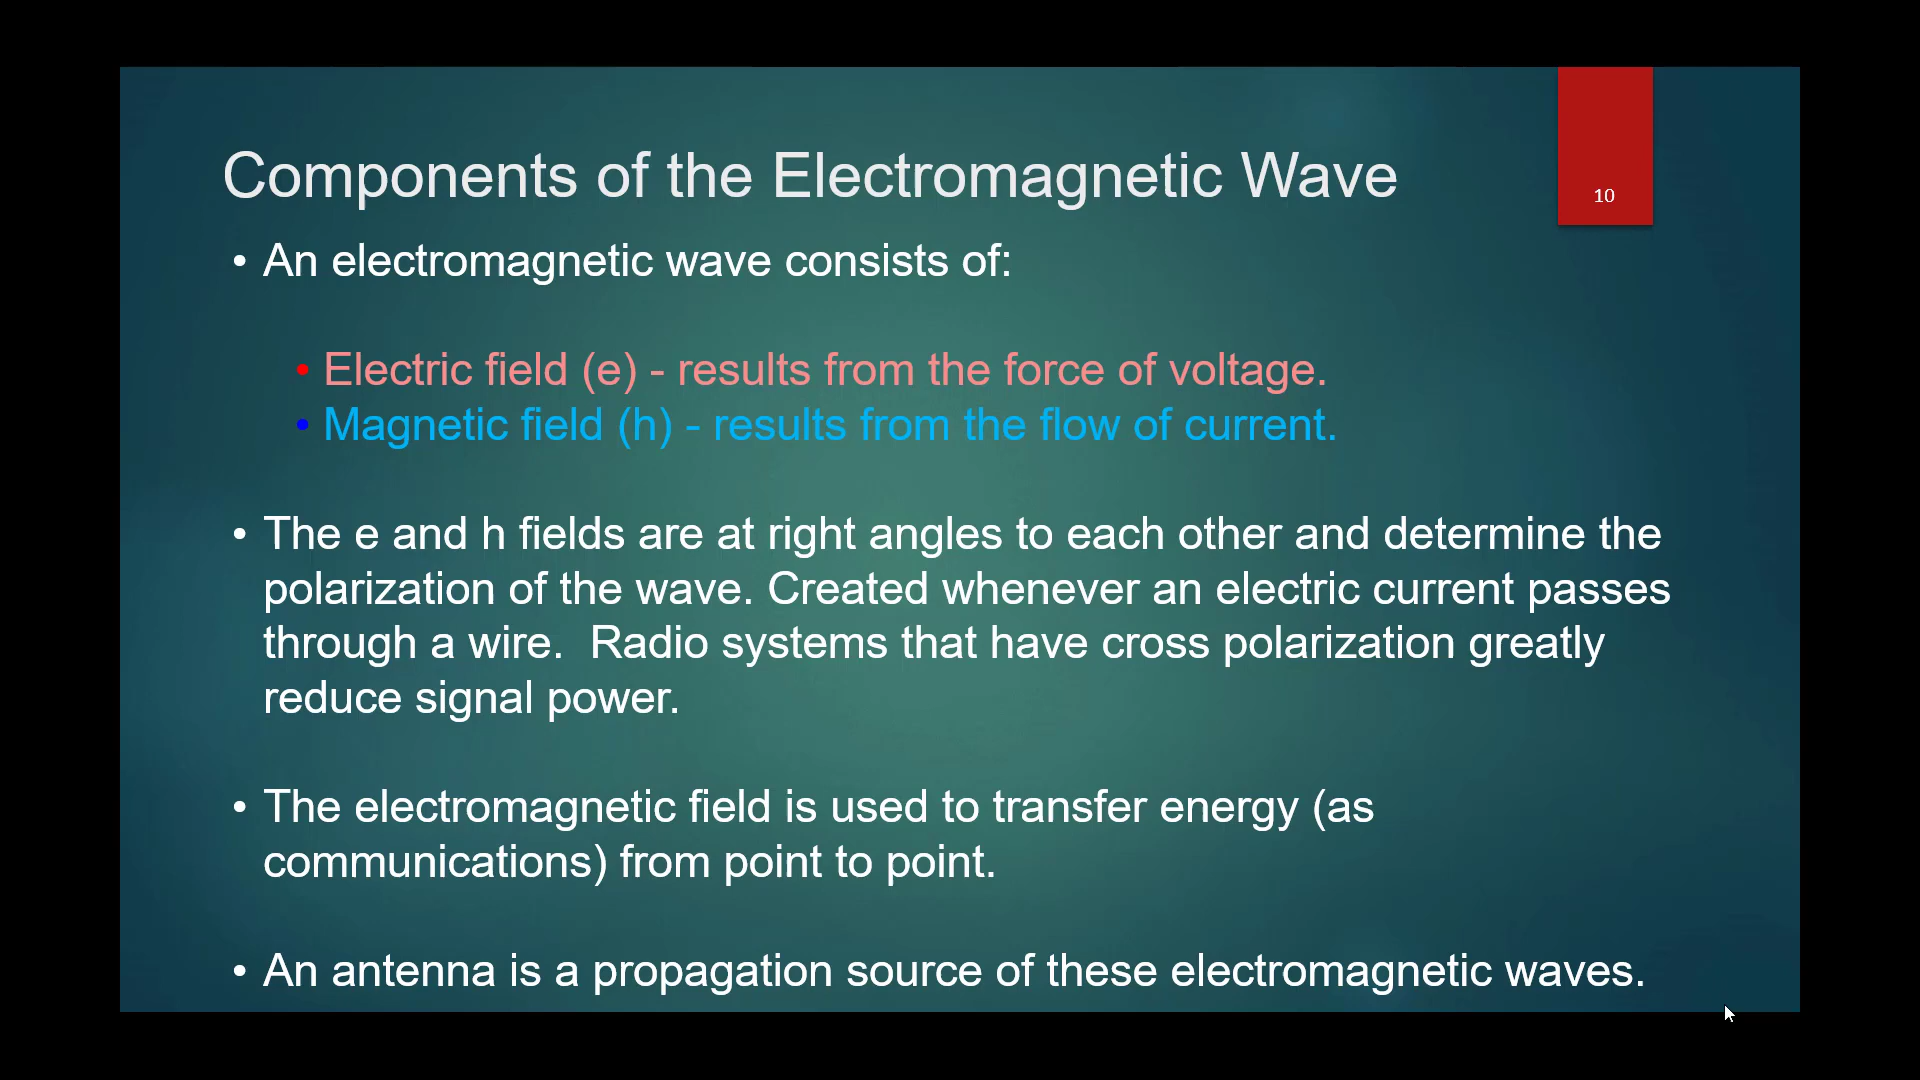 Components of the Electromagnetic Wave
10
• An electromagnetic wave consists of:
• Electric field (e) - results from the force of voltage.
• Magnetic field (h) - results from the flow of current.
• The e and h fields are at right angles to each other and determine the
polarization of the wave. Created whenever an electric current passes
through a wire.  Radio systems that have cross polarization greatly
reduce signal power.
• The electromagnetic field is used to transfer energy (as
communications) from point to point.
• An antenna is a propagation source of these electromagnetic waves.